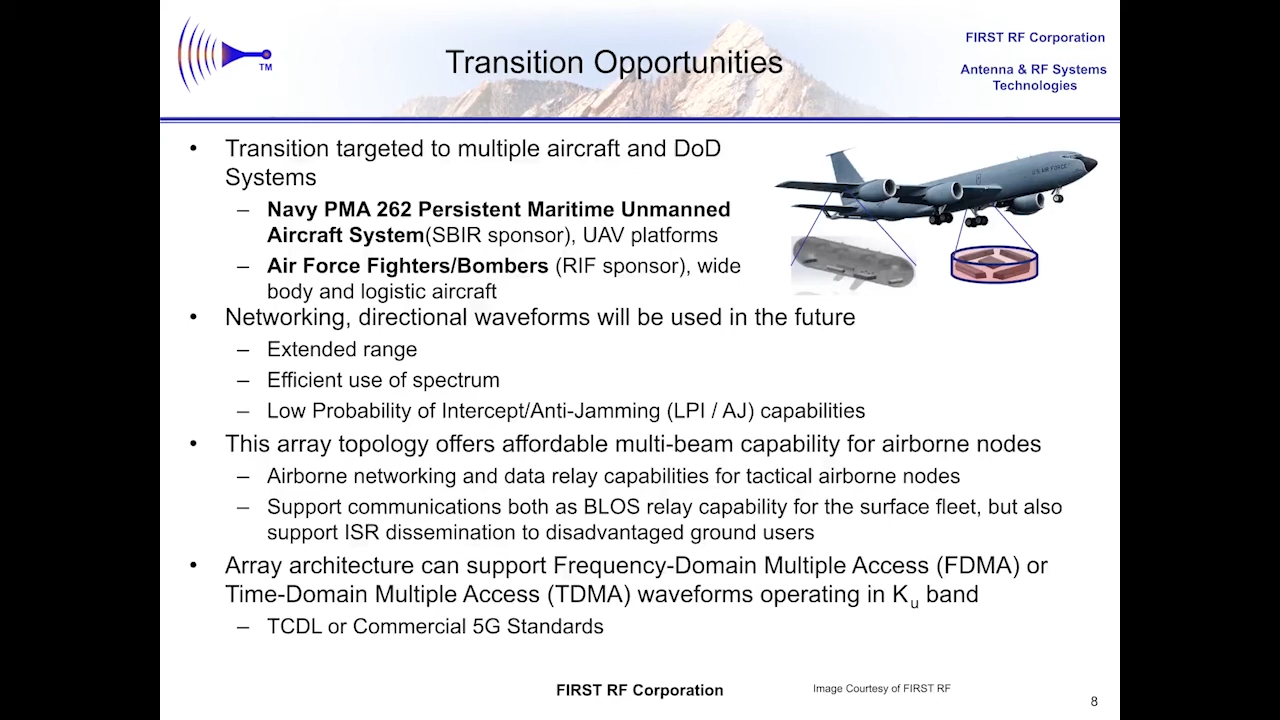 TM
Transition Opportunities
FIRST RF Corporation
Antenna & RF Systems
Technologies
• Transition targeted to multiple aircraft and DoD
Systems
– Navy PMA 262 Persistent Maritime Unmanned
Aircraft System(SBIR sponsor), UAV platforms
– Air Force Fighters/Bombers (RIF sponsor), wide
body and logistic aircraft
U.S. AIR FORCE
• Networking, directional waveforms will be used in the future
– Extended range
– Efficient use of spectrum
– Low Probability of Intercept/Anti-Jamming (LPI / AJ) capabilities
• This array topology offers affordable multi-beam capability for airborne nodes
– Airborne networking and data relay capabilities for tactical airborne nodes
– Support communications both as BLOS relay capability for the surface fleet, but also
support ISR dissemination to disadvantaged ground users
• Array architecture can support Frequency-Domain Multiple Access (FDMA) or
Time-Domain Multiple Access (TDMA) waveforms operating in Ku band
– TCDL or Commercial 5G Standards
FIRST RF Corporation
Image Courtesy of FIRST RF
8